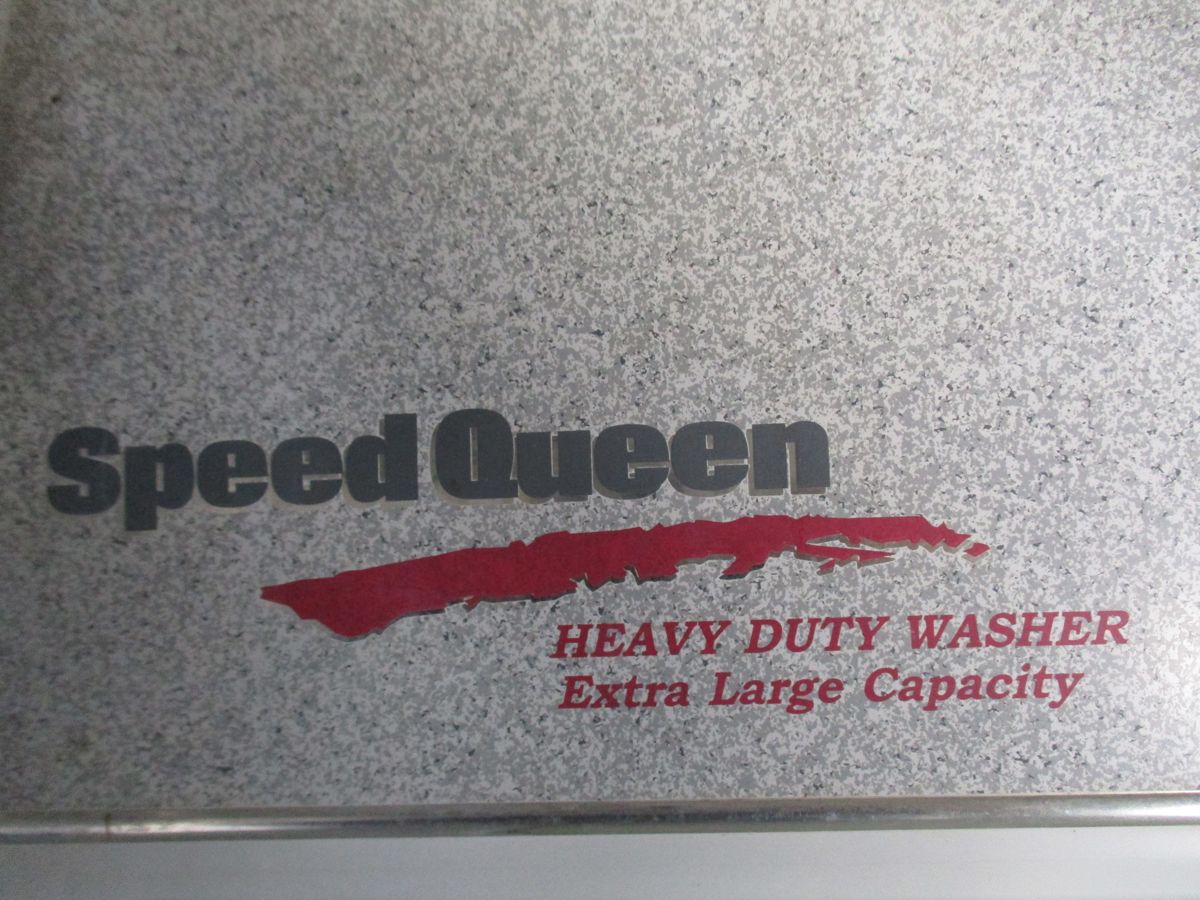 Speed Queen
HEAVY DUTY WASHER
Extra Large Capacity